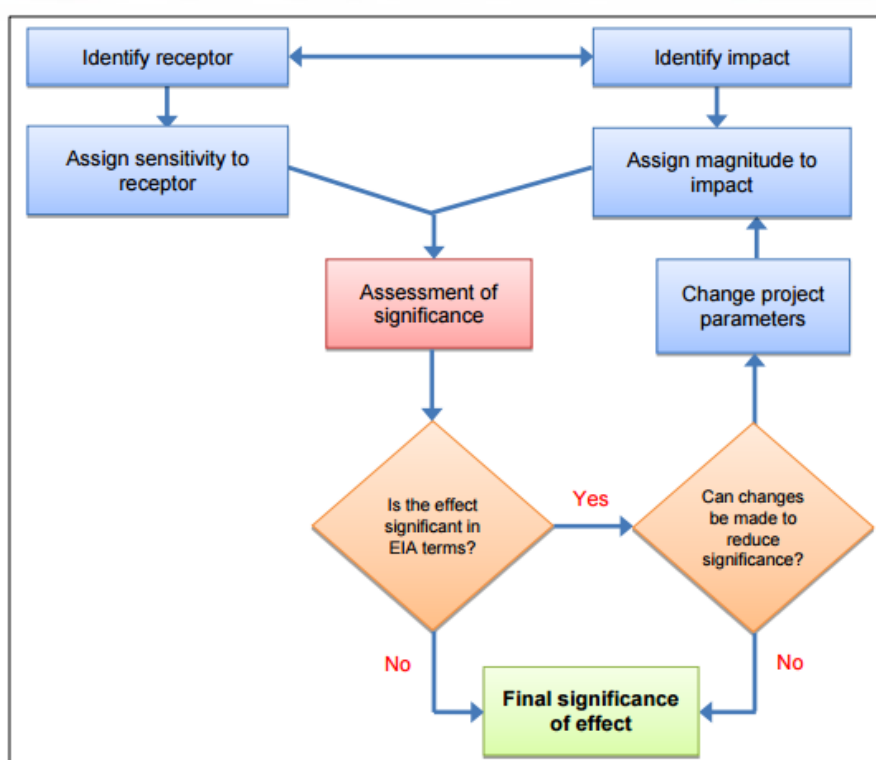 Identify receptor
Identify impact
Assign sensitivity to
receptor
Assign magnitude to
impact
Assessment of
significance
Change project
parameters
Is the effect
significant in
EIA terms?
Yes
Can changes
be made to
reduce
significance?
No
No
Final significance
of effect